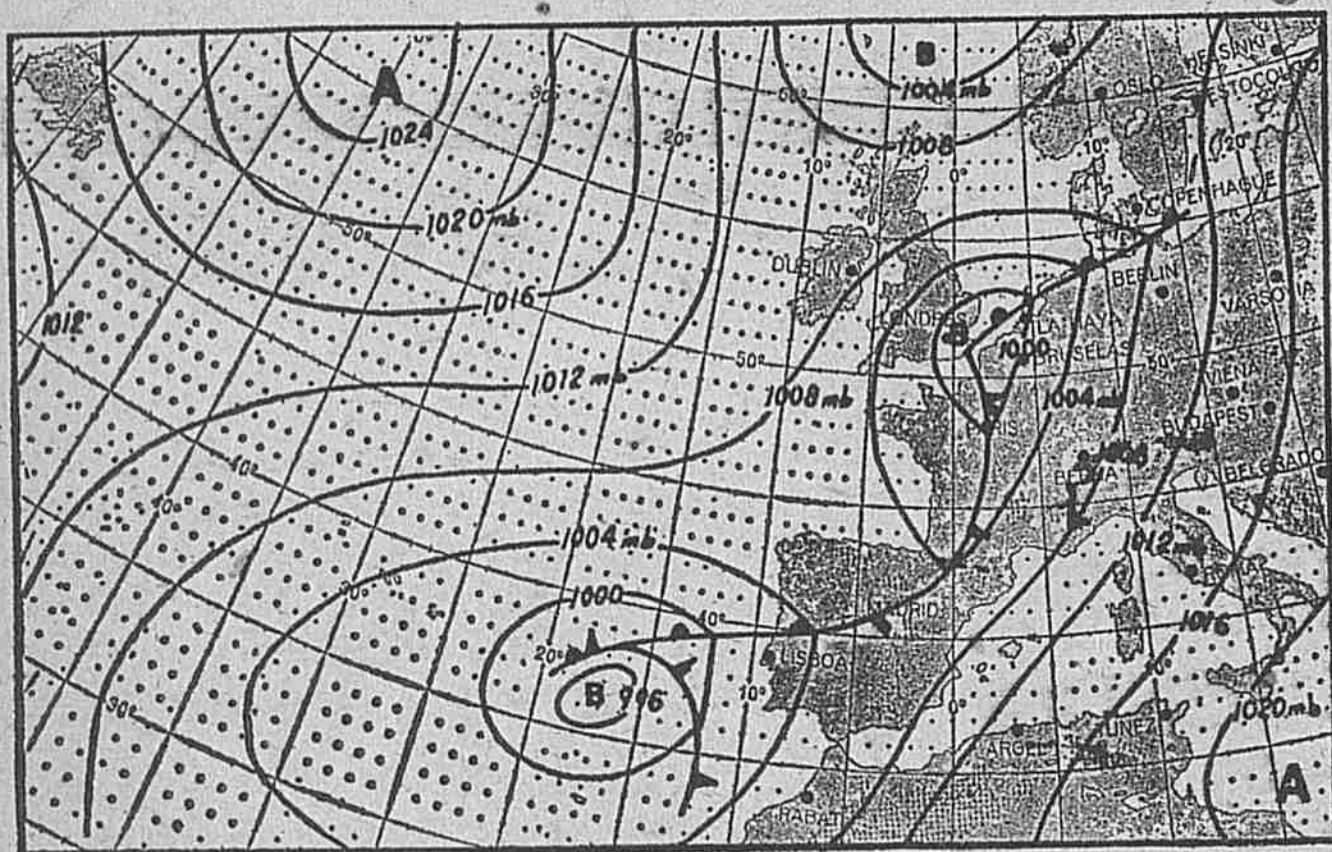 A
B
1004 mb
HELSINKI
1024
OSLO
ESTOCOLMO
60°
20°
1008
10°
0°
10°
20°
1020 mb
COPENHAGUE
50°
DUBLIN
BERLIN
1016
VARSOVIA
1012
LONDRES
LA HAYA
B
1000
BRUSELAS
50°
50°
1012 mb
1008 mb
1004 mb
VIENA
PARIS
BUDAPEST
40°
BERNA
BELGRADO
40°
1004 mb
1012 mb
ROMA
30°
1000
MADRID
40°
1016
20°
LISBOA
B 996
10°
0°
30°
1020 mb
TUNEZ
ARGEL
A
RABAT